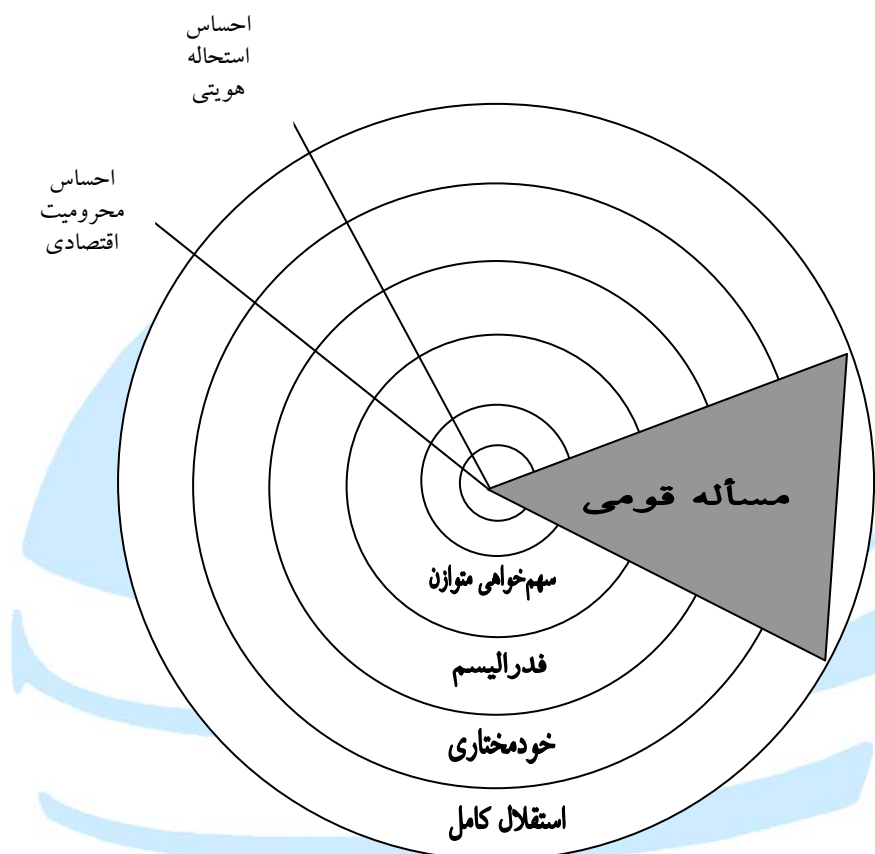 احساس
استحاله
هویتی
احساس
محرومیت
اقتصادی
مسأله قومی
سهم‌خواهی متوازن
فدرالیسم
خودمختاری
استقلال کامل